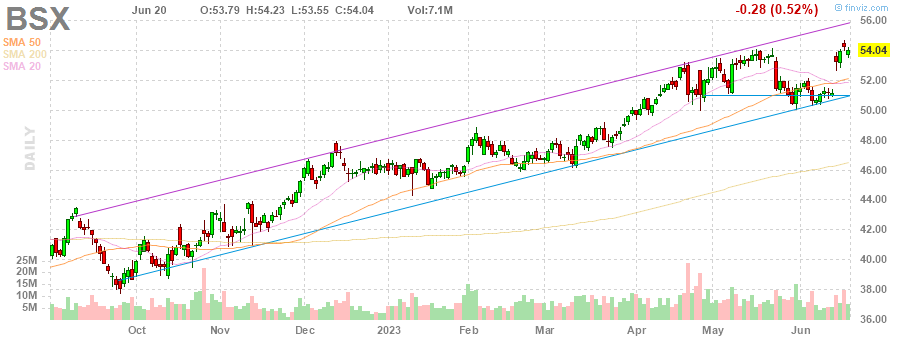 BSX Jun 20 O:53.79 H:54.23 L:53.55 C:54.04 Vol:7.1M -0.28 (0.52%)
finviz.com
SMA 50
SMA 200
SMA 20
DAILY
56.00
54.04
52.00
50.00
48.00
46.00
44.00
42.00
40.00
38.00
36.00
25M
20M
15M
10M
5M
Oct Nov Dec 2023 Feb Mar Apr May Jun